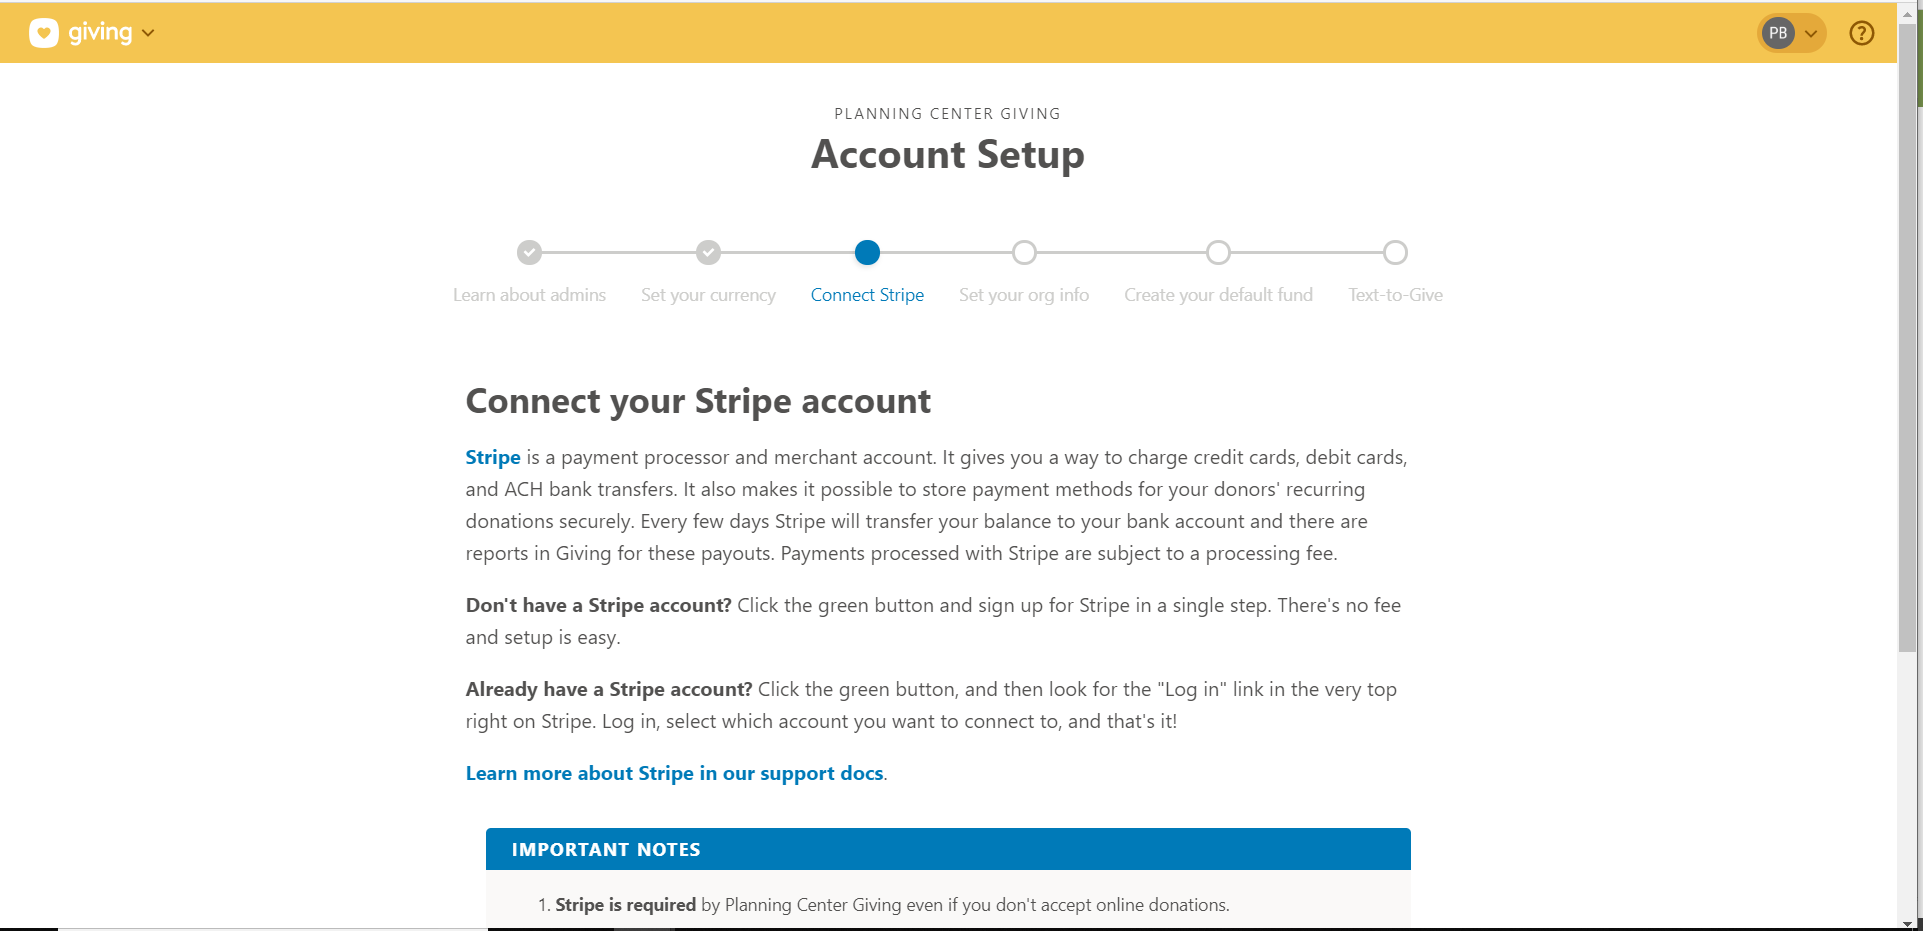 giving
PB
?
PLANNING CENTER GIVING
Account Setup
Learn about admins
Set your currency
Connect Stripe
Set your org info
Create your default fund
Text-to-Give
Connect your Stripe account
Stripe is a payment processor and merchant account. It gives you a way to charge credit cards, debit cards,
and ACH bank transfers. It also makes it possible to store payment methods for your donors' recurring
donations securely. Every few days Stripe will transfer your balance to your bank account and there are
reports in Giving for these payouts. Payments processed with Stripe are subject to a processing fee.
Don't have a Stripe account? Click the green button and sign up for Stripe in a single step. There's no fee
and setup is easy.
Already have a Stripe account? Click the green button, and then look for the "Log in" link in the very top
right on Stripe. Log in, select which account you want to connect to, and that's it!
Learn more about Stripe in our support docs.
IMPORTANT NOTES
1. Stripe is required by Planning Center Giving even if you don't accept online donations.